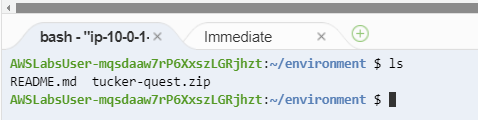 bash - "ip-10-0-1-
Immediate
AWSLabsUser-mqsdaaw7rP6XxszLGRjhzt:~/environment $ ls
README.md  tucker-quest.zip
AWSLabsUser-mqsdaaw7rP6XxszLGRjhzt:~/environment $